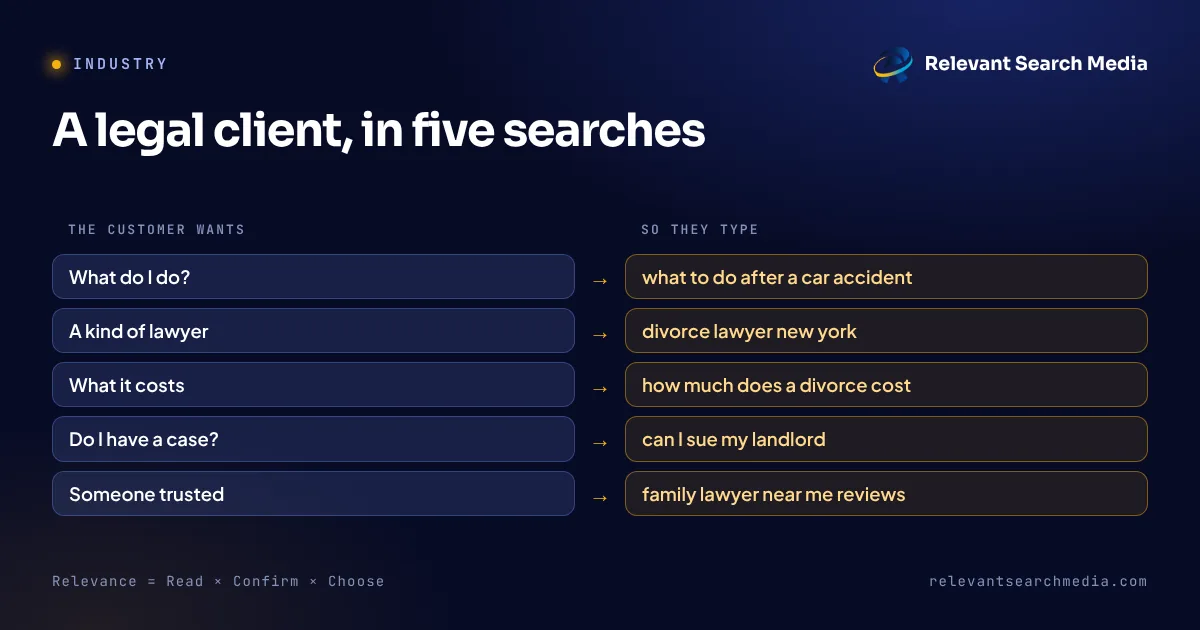 INDUSTRY
Relevant Search Media
A legal client, in five searches
THE CUSTOMER WANTS
SO THEY TYPE
What do I do?
→
what to do after a car accident
A kind of lawyer
→
divorce lawyer new york
What it costs
→
how much does a divorce cost
Do I have a case?
→
can I sue my landlord
Someone trusted
→
family lawyer near me reviews
Relevance = Read × Confirm × Choose
relevantsearchmedia.com